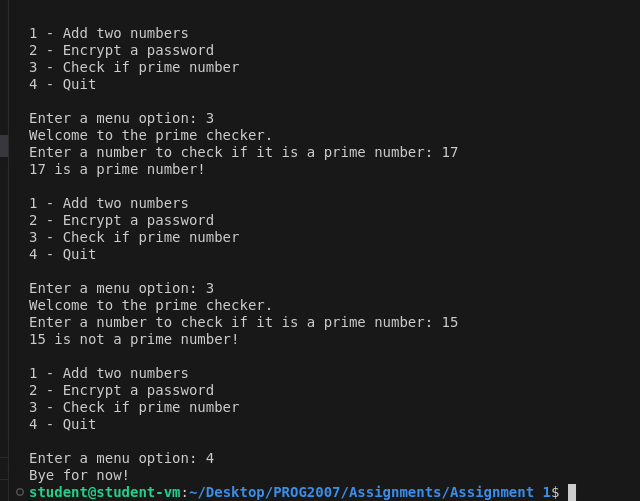 1 - Add two numbers
2 - Encrypt a password
3 - Check if prime number
4 - Quit
Enter a menu option: 3
Welcome to the prime checker.
Enter a number to check if it is a prime number: 17
17 is a prime number!
1 - Add two numbers
2 - Encrypt a password
3 - Check if prime number
4 - Quit
Enter a menu option: 3
Welcome to the prime checker.
Enter a number to check if it is a prime number: 15
15 is not a prime number!
1 - Add two numbers
2 - Encrypt a password
3 - Check if prime number
4 - Quit
Enter a menu option: 4
Bye for now!
student@student-vm:~/Desktop/PROG2007/Assignments/Assignment 1$